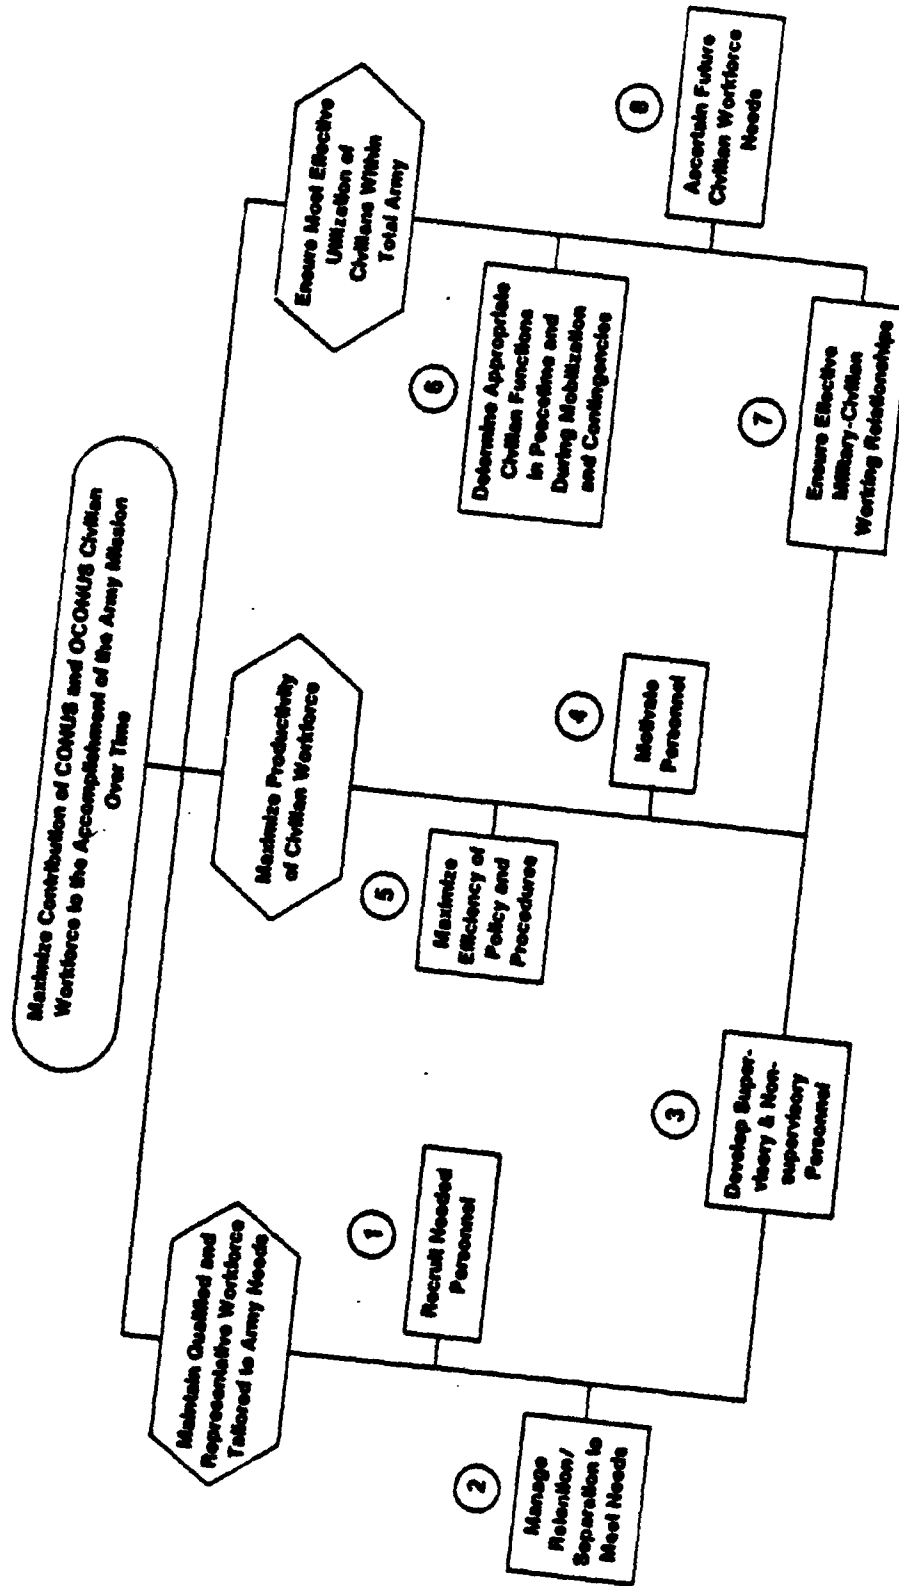 Maximize Contribution of CONUS and OCONUS Civilian
Workforce to the Accomplishment of the Army Mission
Over Time
Maintain Qualified and
Representative Workforce
Tailored to Army Needs
Maximize Productivity
of Civilian Workforce
Ensure Most Effective
Utilization of
Civilians Within
Total Army
1
Recruit Needed
Personnel
2
Manage
Retention/
Separation to
Meet Needs
3
Develop Super-
visory & Non-
supervisory
Personnel
5
Maximize
Efficiency of
Policy and
Procedures
4
Motivate
Personnel
6
Determine Appropriate
Civilian Functions
in Peacetime and
During Mobilization
and Contingencies
7
Ensure Effective
Military-Civilian
Working Relationships
8
Ascertain Future
Civilian Workforce
Needs